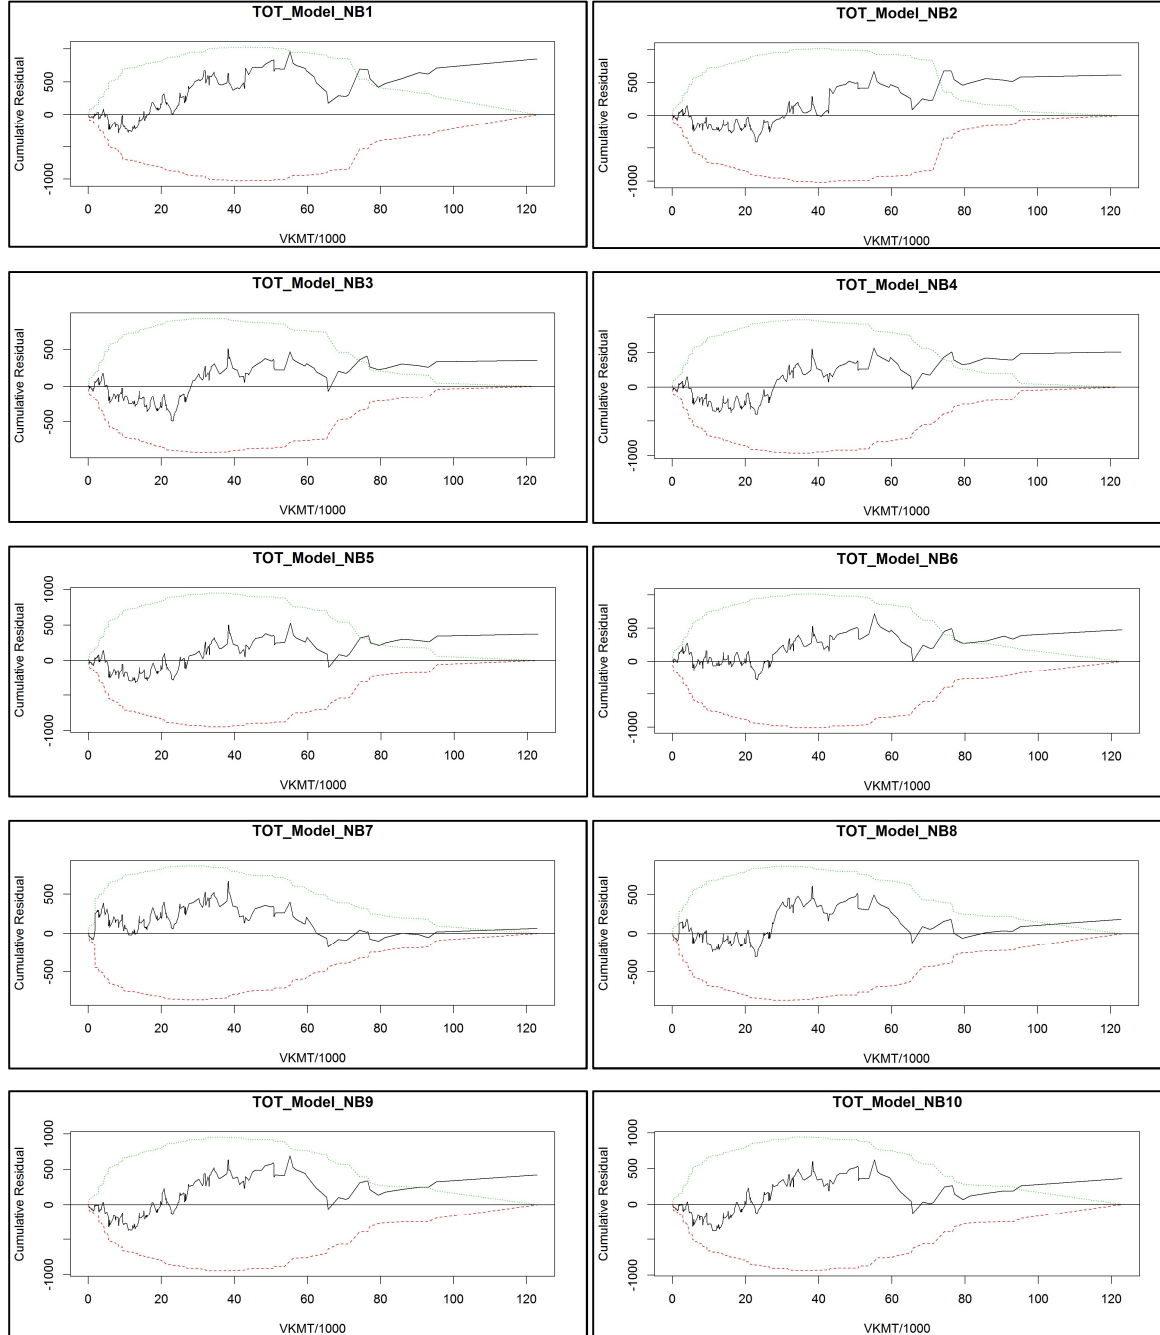 TOT_Model_NB1
Cumulative Residual
500
0
-1000
0 20 40 60 80 100 120
VKMT/1000
TOT_Model_NB2
Cumulative Residual
500
0
-1000
0 20 40 60 80 100 120
VKMT/1000
TOT_Model_NB3
Cumulative Residual
500
0
-500
0 20 40 60 80 100 120
VKMT/1000
TOT_Model_NB4
Cumulative Residual
500
0
-1000
0 20 40 60 80 100 120
VKMT/1000
TOT_Model_NB5
Cumulative Residual
1000
500
0
-1000
0 20 40 60 80 100 120
VKMT/1000
TOT_Model_NB6
Cumulative Residual
500
0
-1000
0 20 40 60 80 100 120
VKMT/1000
TOT_Model_NB7
Cumulative Residual
500
0
-500
0 20 40 60 80 100 120
VKMT/1000
TOT_Model_NB8
Cumulative Residual
500
0
-500
0 20 40 60 80 100 120
VKMT/1000
TOT_Model_NB9
Cumulative Residual
1000
500
0
-1000
0 20 40 60 80 100 120
VKMT/1000
TOT_Model_NB10
Cumulative Residual
1000
500
0
-1000
0 20 40 60 80 100 120
VKMT/1000